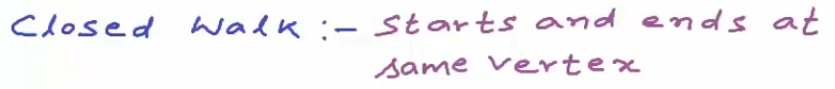 Closed Walk :- Starts and ends at
same vertex